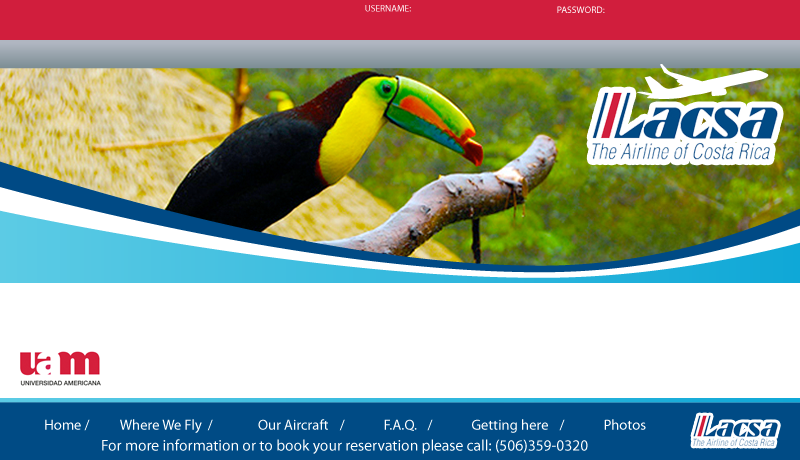 USERNAME: PASSWORD:
Lacsa
The Airline of Costa Rica
uam
UNIVERSIDAD AMERICANA
Home / Where We Fly / Our Aircraft / F.A.Q. / Getting here / Photos
For more information or to book your reservation please call: (506)359-0320
Lacsa
The Airline of Costa Rica